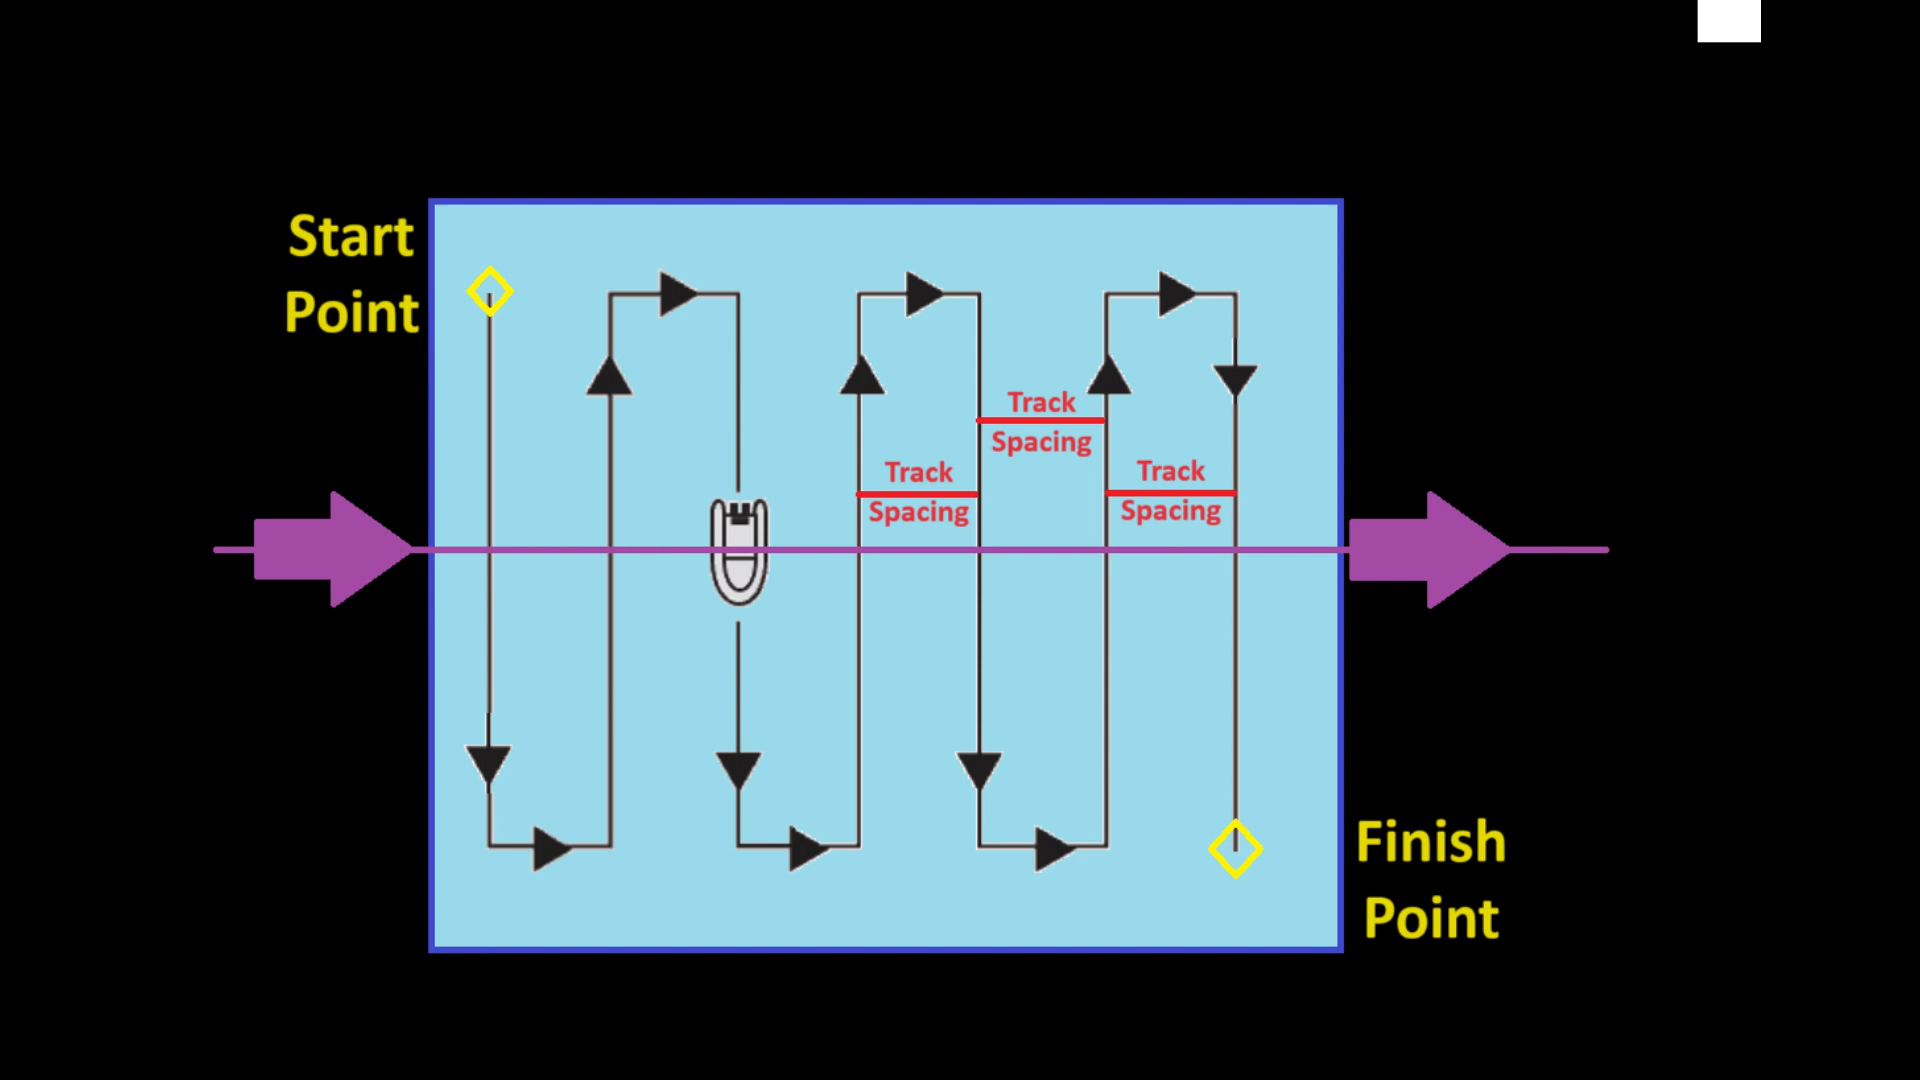 Start
Point
Track
Spacing
Track
Spacing
Track
Spacing
Finish
Point